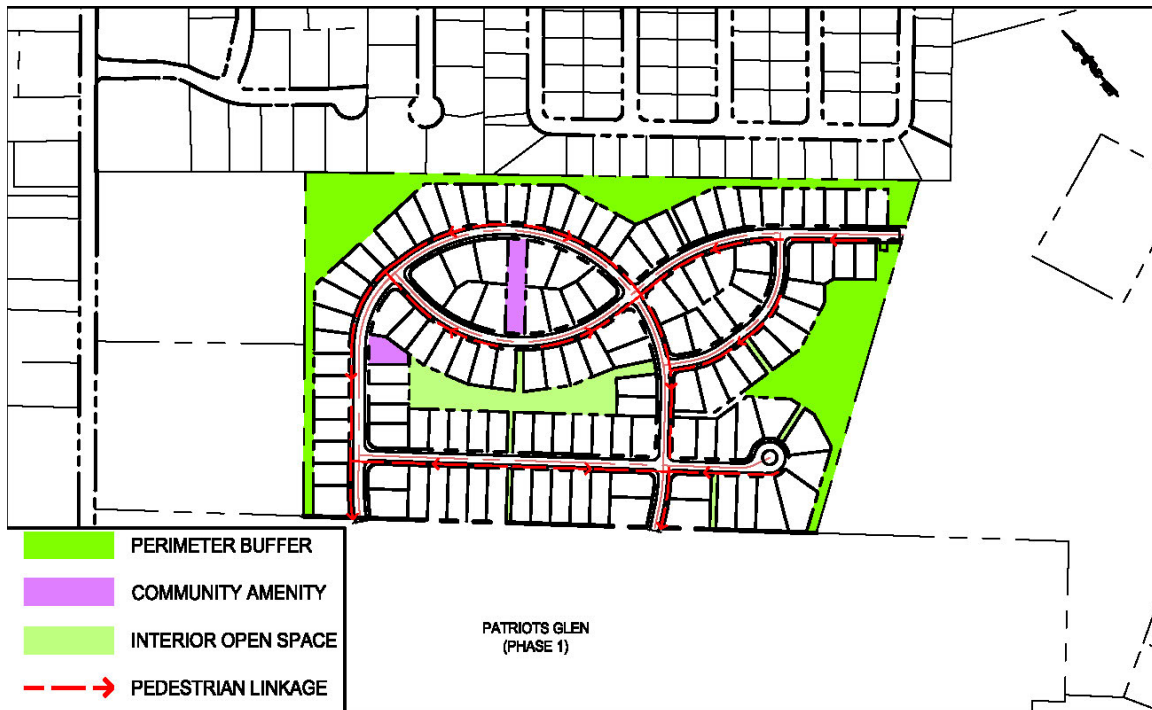 PERIMETER BUFFER
COMMUNITY AMENITY
INTERIOR OPEN SPACE
PEDESTRIAN LINKAGE
PATRIOTS GLEN
(PHASE 1)